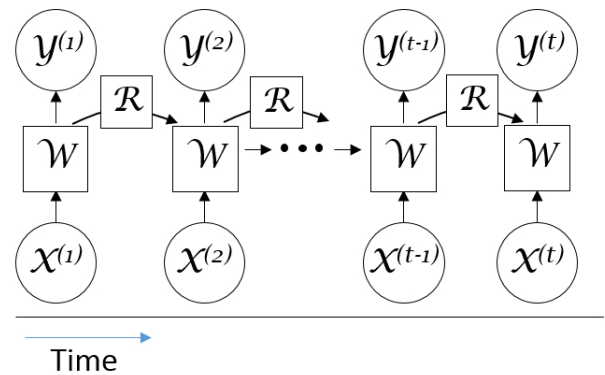 𝒴(1) 𝒴(2) 𝒴(t-1) 𝒴(t)
ℛ ℛ ℛ
𝒲 𝒲 ••• 𝒲 𝒲
𝒳(1) 𝒳(2) 𝒳(t-1) 𝒳(t)
Time